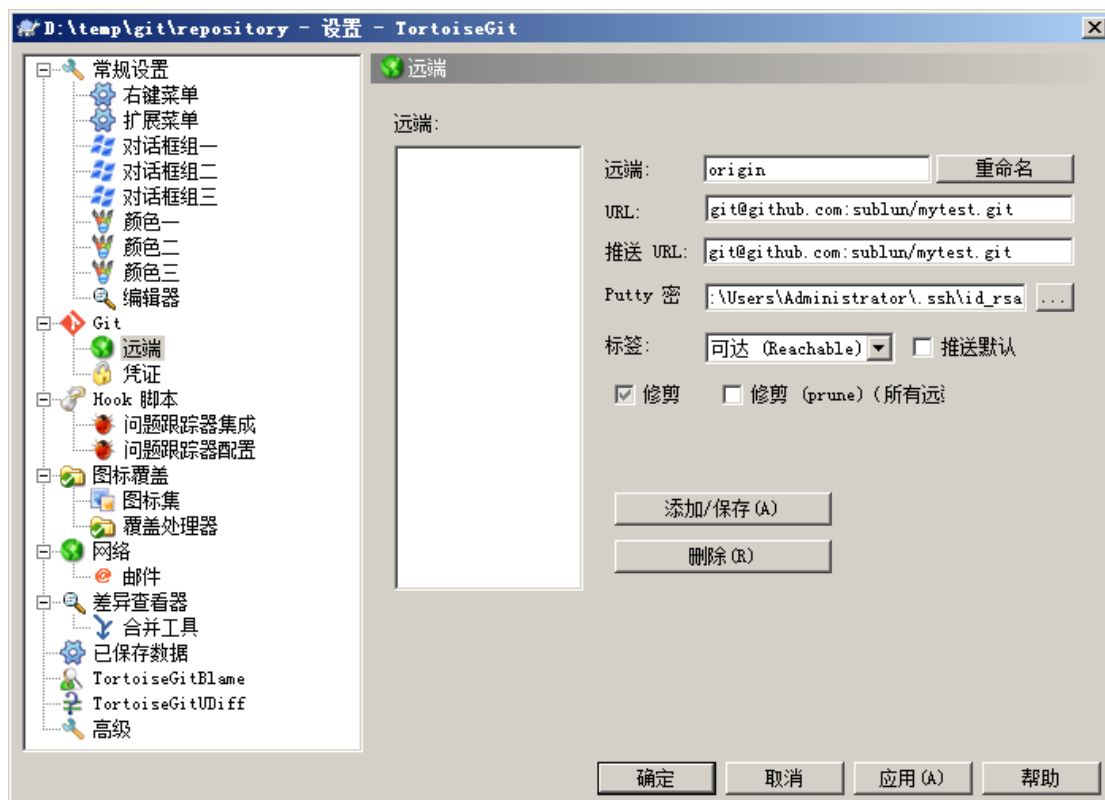 D:\temp\git\repository - 设置 - TortoiseGit
常规设置
右键菜单
扩展菜单
对话框组一
对话框组二
对话框组三
颜色一
颜色二
颜色三
编辑器
Git
远端
凭证
Hook 脚本
问题跟踪器集成
问题跟踪器配置
图标覆盖
图标集
覆盖处理器
网络
邮件
差异查看器
合并工具
已保存数据
TortoiseGitBlame
TortoiseGitUDiff
高级
远端
远端:
远端: origin 重命名
URL: git@github.com:sublun/mytest.git
推送 URL: git@github.com:sublun/mytest.git
Putty 密 :\Users\Administrator\.ssh\id_rsa ...
标签: 可达 (Reachable) 推送默认
修剪 修剪 (prune) (所有远
添加/保存(A)
删除(R)
确定 取消 应用(A) 帮助